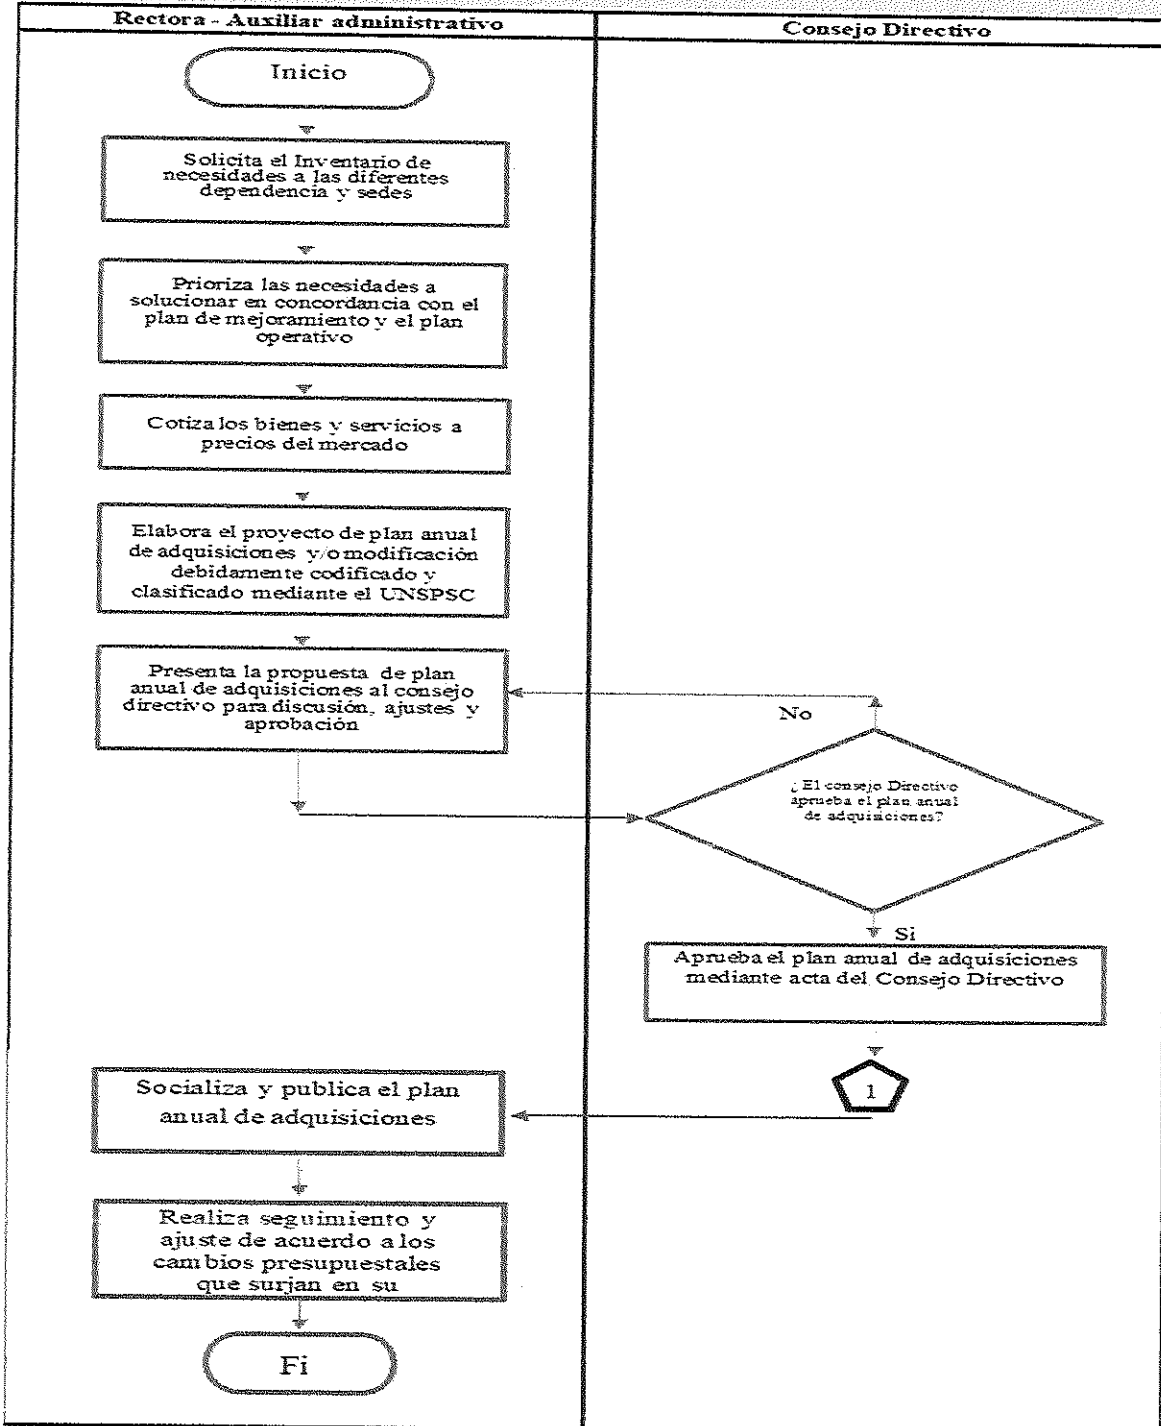 Rectora - Auxiliar administrativo
Consejo Directivo
Inicio
Solicita el Inventario de
necesidades a las diferentes
dependencia y sedes
Prioriza las necesidades a
solucionar en concordancia con el
plan de mejoramiento y el plan
operativo
Cotiza los bienes y servicios a
precios del mercado
Elabora el proyecto de plan anual
de adquisiciones y/o modificación
debidamente codificado y
clasificado mediante el UNSPSC
Presenta la propuesta de plan
anual de adquisiciones al consejo
directivo para discusión, ajustes y
aprobación
No
¿El consejo Directivo
aprueba el plan anual
de adquisiciones?
Si
Aprueba el plan anual de adquisiciones
mediante acta del Consejo Directivo
1
Socializa y publica el plan
anual de adquisiciones
Realiza seguimiento y
ajuste de acuerdo a los
cambios presupuestales
que surjan en su
Fi